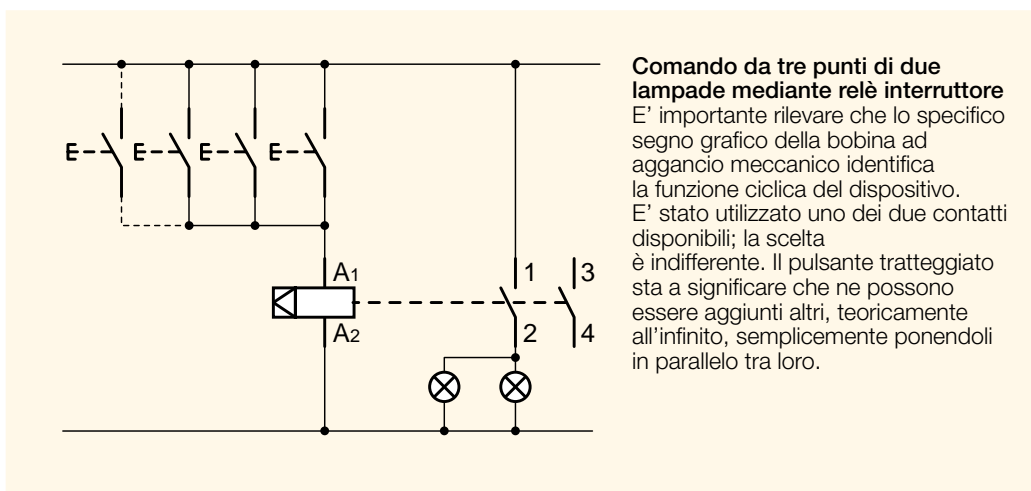 Comando da tre punti di due
lampade mediante relè interruttore
E' importante rilevare che lo specifico
segno grafico della bobina ad
aggancio meccanico identifica
la funzione ciclica del dispositivo.
E' stato utilizzato uno dei due contatti
disponibili; la scelta
è indifferente. Il pulsante tratteggiato
sta a significare che ne possono
essere aggiunti altri, teoricamente
all'infinito, semplicemente ponendoli
in parallelo tra loro.
A1
A2
1
2
3
4